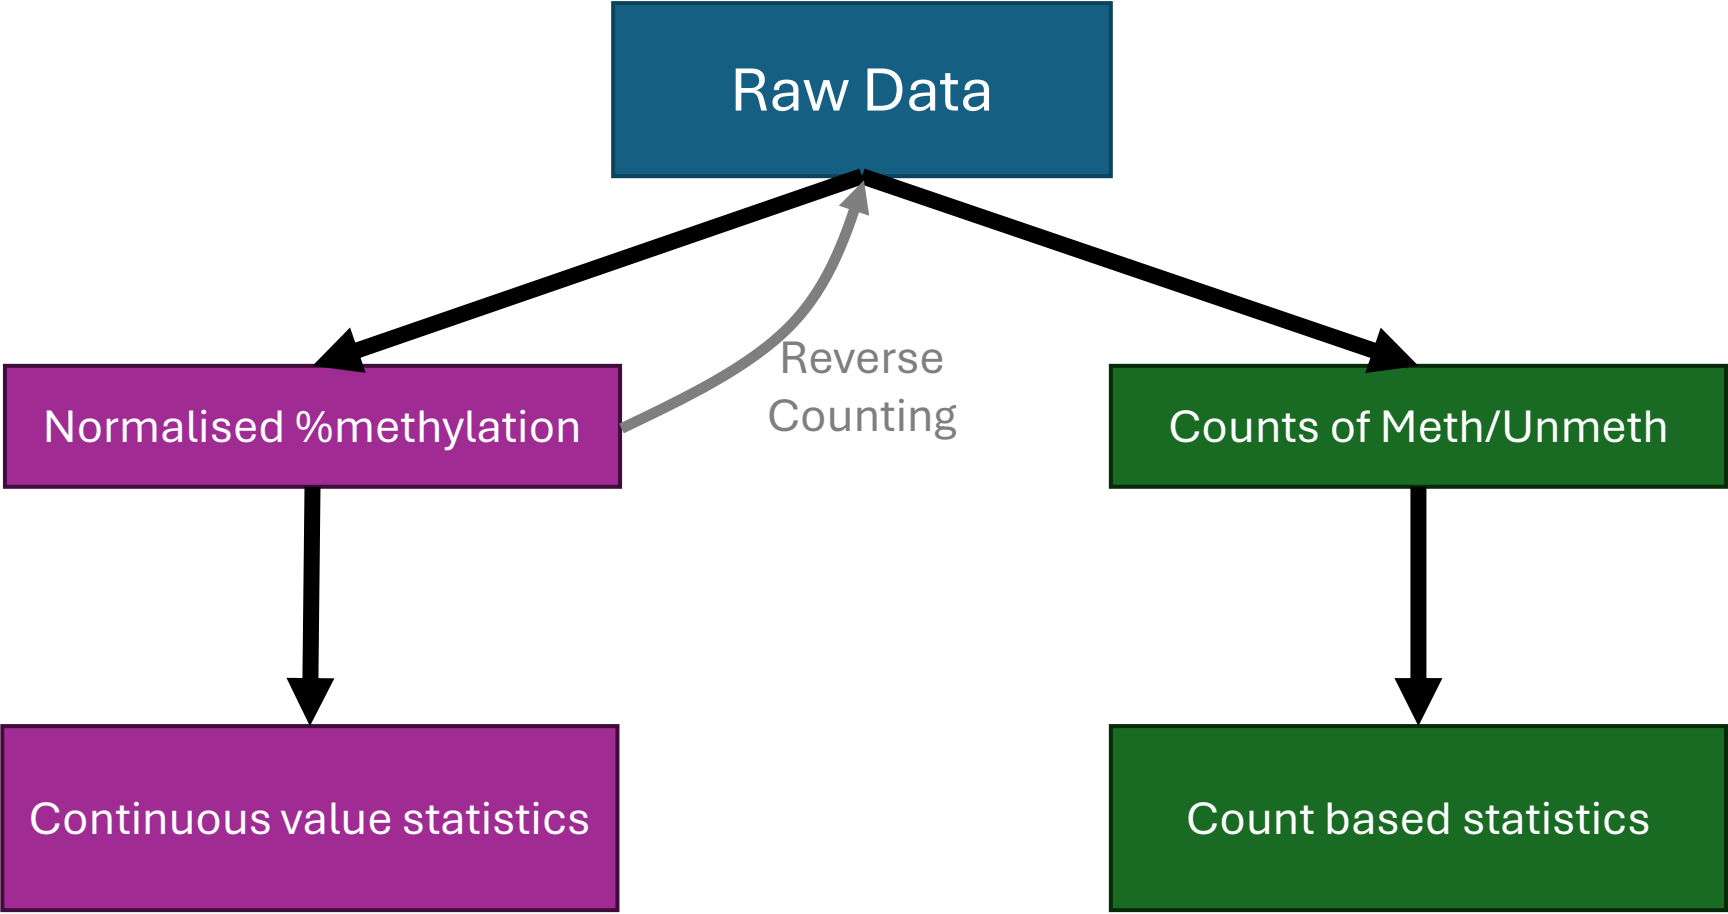 Raw Data
Reverse
Counting
Normalised %methylation
Counts of Meth/Unmeth
Continuous value statistics
Count based statistics